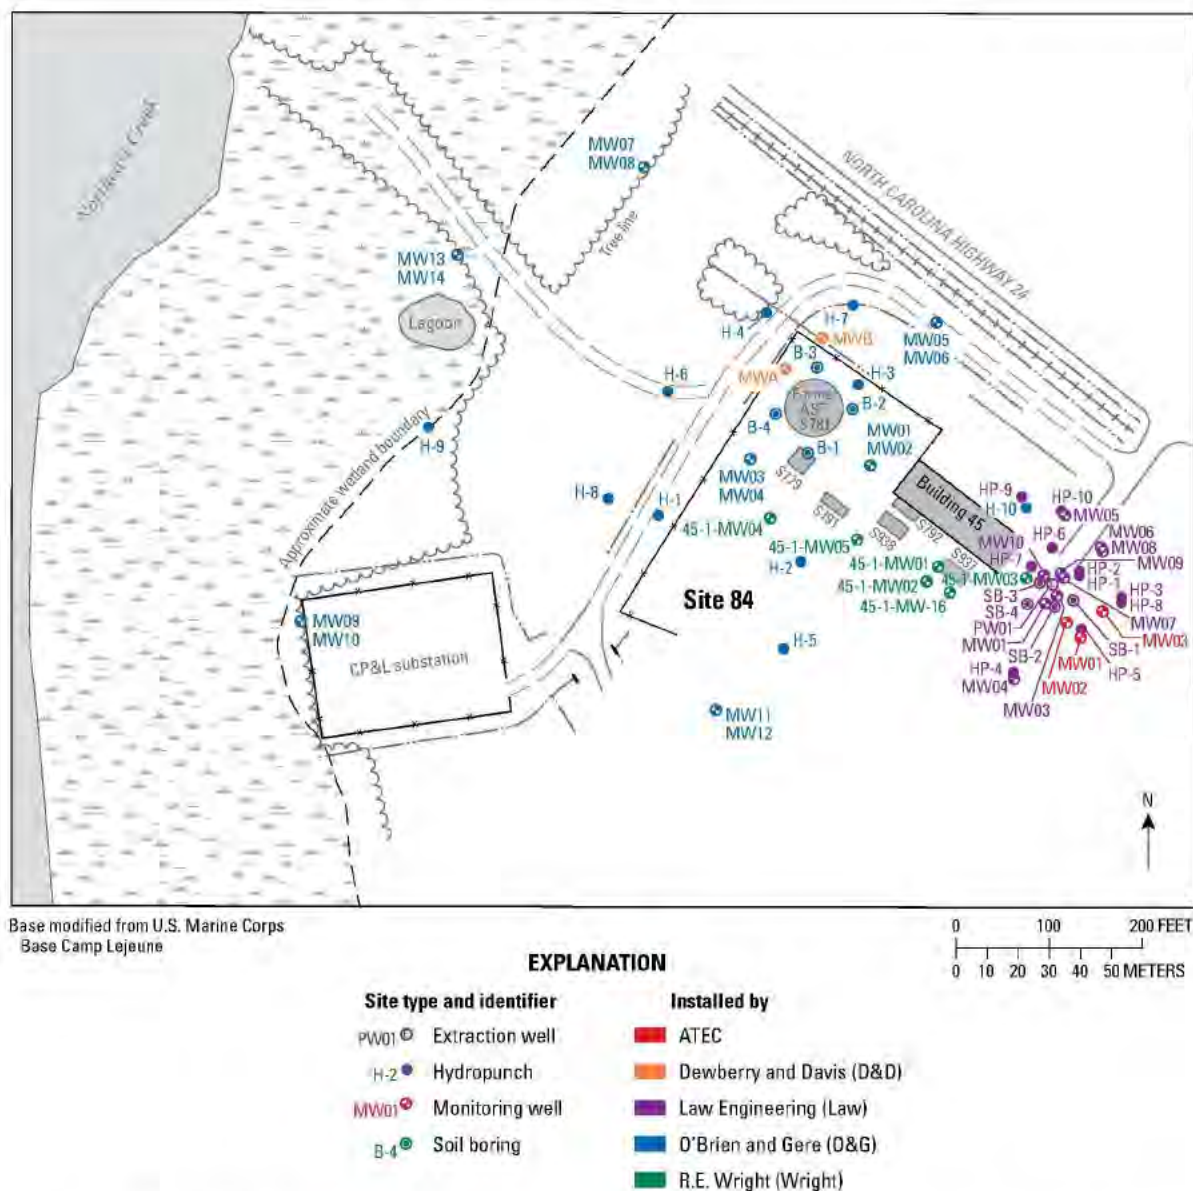 Northeast Creek
MW07
MW08
NORTH CAROLINA HIGHWAY 24
Tree line
MW13
MW14
Lagoon
H-4
H-7
MWB
MW05
MW06
B-3
MWA
H-3
H-6
AST
S781
B-2
B-4
MW01
MW02
Approximate wetland boundary
H-9
B-1
MW03
MW04
S779
Building 45
HP-9
HP-10
H-8
H-1
H-10
MW05
S791
45-1-MW04
S938
S792
HP-6
MW06
MW10
MW08
45-1-MW05
S937
HP-7
MW09
H-2
45-1-MW01
HP-2
45-1-MW03
HP-1
45-1-MW02
SB-3
HP-3
45-1-MW-16
HP-8
Site 84
SB-4
MW09
MW10
PW01
MW07
MW01
MW03
CP&L substation
H-5
SB-2
SB-1
MW01
HP-4
HP-5
MW04
MW02
MW03
MW11
MW12
N
Base modified from U.S. Marine Corps
Base Camp Lejeune
0 100 200 FEET
0 10 20 30 40 50 METERS
EXPLANATION
Site type and identifier
PW01 Extraction well
H-2 Hydropunch
MW01 Monitoring well
B-4 Soil boring
Installed by
ATEC
Dewberry and Davis (D&D)
Law Engineering (Law)
O'Brien and Gere (O&G)
R.E. Wright (Wright)